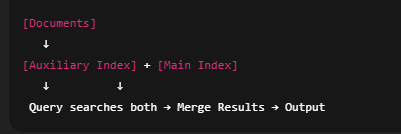 [Documents]
↓
[Auxiliary Index] + [Main Index]
↓ ↓
Query searches both → Merge Results → Output